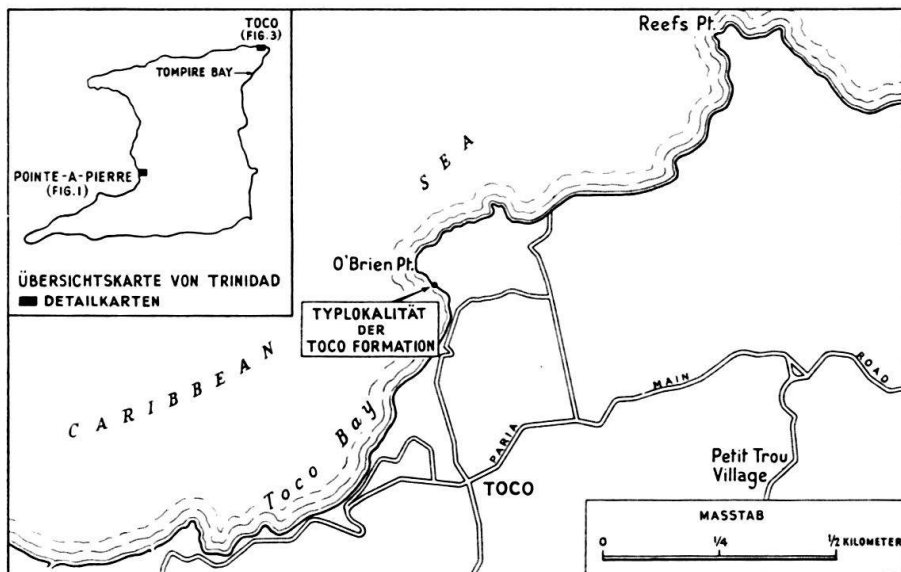 TOCO
(FIG.3)
TOMPIRE BAY
POINTE-A-PIERRE
(FIG.1)
ÜBERSICHTSKARTE VON TRINIDAD
DETAILKARTEN
Reefs Pt.
CARIBBEAN SEA
O'Brien Pt.
TYPLOKALITÄT
DER
TOCO FORMATION
Toco Bay
PARIA MAIN ROAD
TOCO
Petit Trou
Village
MASSTAB
0 1/4 1/2 KILOMETER